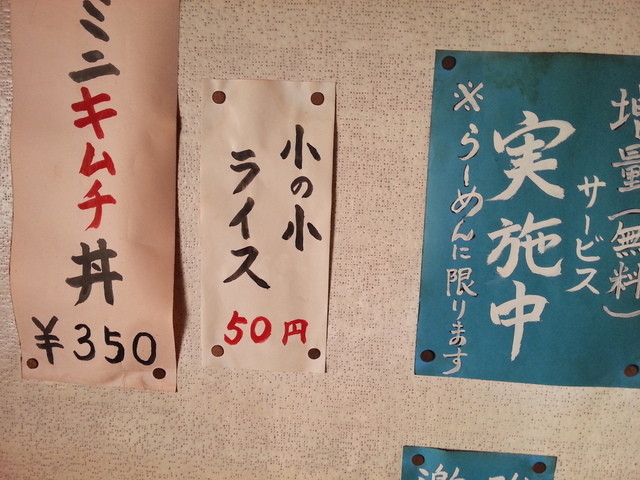 ミニキムチ丼
¥350
小の小
ライス
50円
増量(無料)
サービス
実施中
※らーめんに限ります